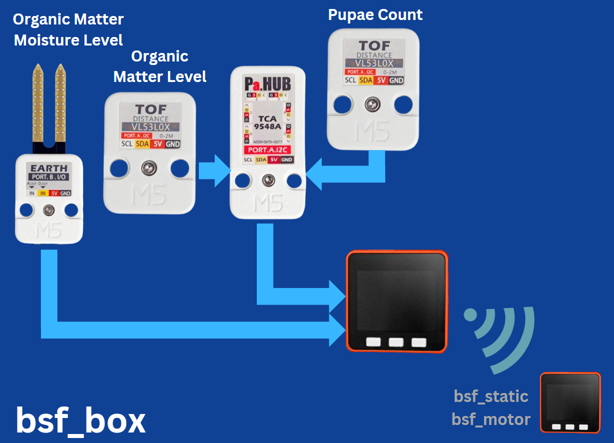 Organic Matter
Moisture Level
Organic
Matter Level
Pupae Count
TOF
DISTANCE
VL53L0X
PORT.A. I2C 0-2M
SCL SDA 5V GND
M5
Pa.HUB
TCA
9548A
PORT.A.I2C
SCL SDA 5V GND
M5
TOF
DISTANCE
VL53L0X
PORT.A. I2C 0-2M
SCL SDA 5V GND
M5
EARTH
PORT. B . I/O
IN IN 5V GND
M5
bsf_static
bsf_motor
bsf_box